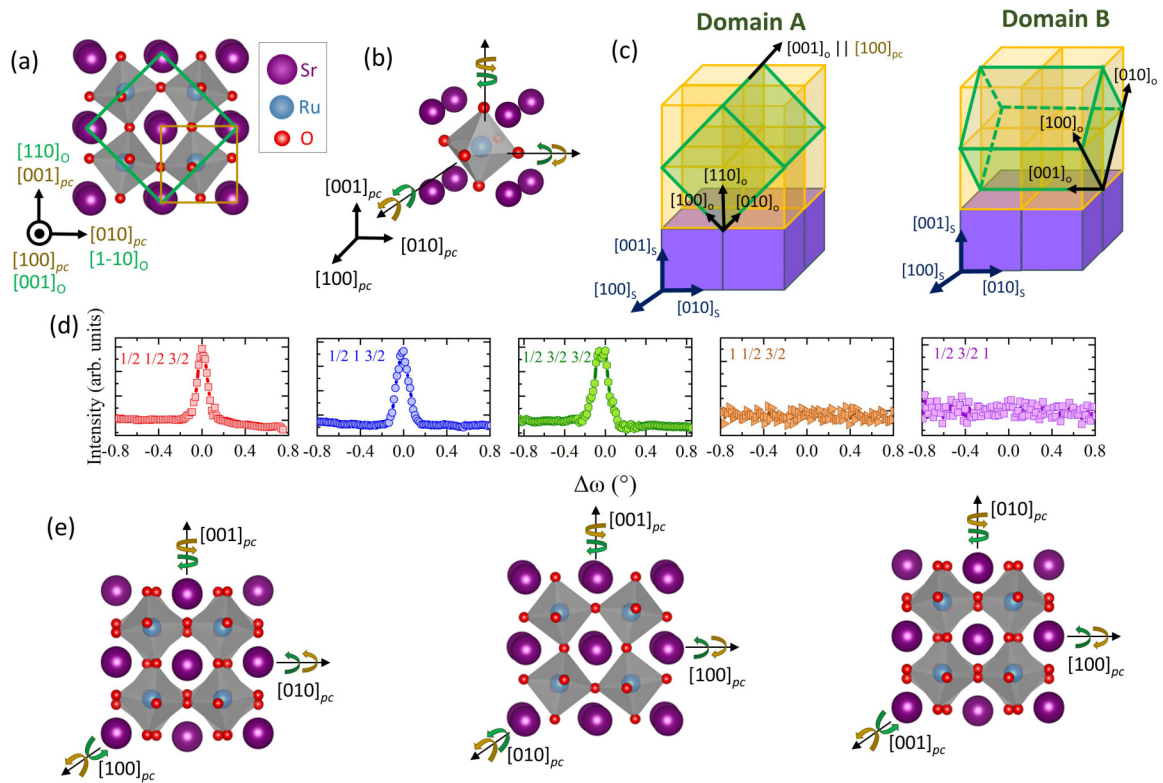 Domain A
Domain B
(a)
Sr
Ru
O
[110]O
[001]pc
[010]pc
[1-10]O
[100]pc
[001]O
(b)
[001]pc
[010]pc
[100]pc
(c)
[001]o || [100]pc
[110]o
[100]o
[010]o
[001]s
[100]s
[010]s
[010]o
[100]o
[001]o
[001]s
[100]s
[010]s
(d)
Intensity (arb. units)
1/2 1/2 3/2
1/2 1 3/2
1/2 3/2 3/2
1 1/2 3/2
1/2 3/2 1
-0.8 -0.4 0.0 0.4 0.8
-0.8 -0.4 0.0 0.4 0.8
-0.8 -0.4 0.0 0.4 0.8
-0.8 -0.4 0.0 0.4 0.8
-0.8 -0.4 0.0 0.4 0.8
Δω (°)
(e)
[001]pc
[010]pc
[100]pc
[001]pc
[100]pc
[010]pc
[010]pc
[100]pc
[001]pc